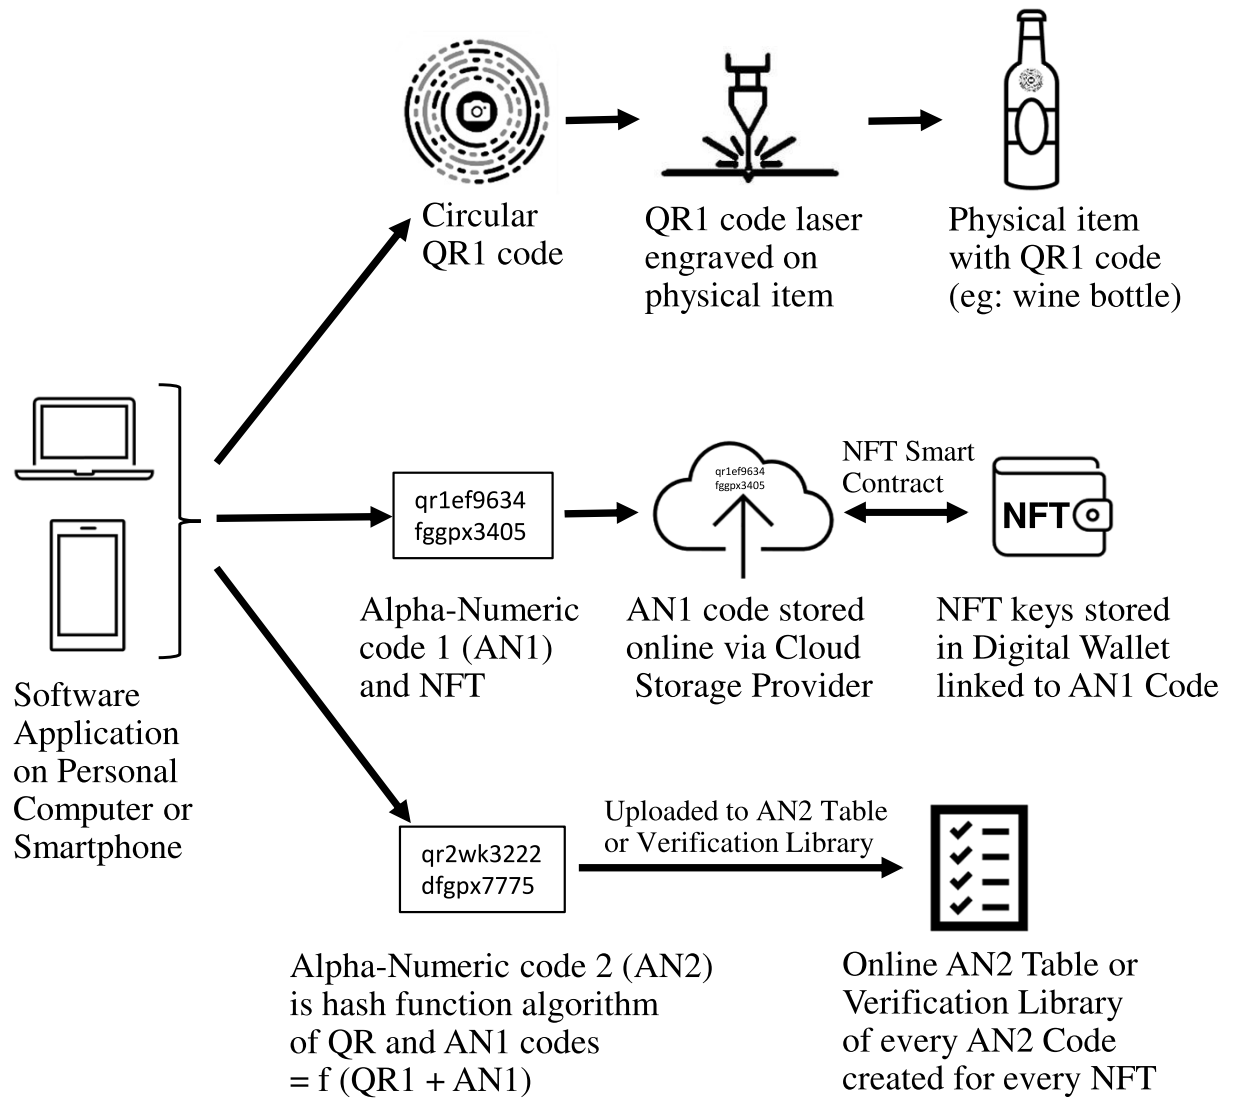 Circular
QR1 code
QR1 code laser
engraved on
physical item
Physical item
with QR1 code
(eg: wine bottle)
Software
Application
on Personal
Computer or
Smartphone
qr1ef9634
fggpx3405
Alpha-Numeric
code 1 (AN1)
and NFT
qr1ef9634
fggpx3405
AN1 code stored
online via Cloud
Storage Provider
NFT Smart
Contract
NFT
NFT keys stored
in Digital Wallet
linked to AN1 Code
qr2wk3222
dfgpx7775
Alpha-Numeric code 2 (AN2)
is hash function algorithm
of QR and AN1 codes
= f (QR1 + AN1)
Uploaded to AN2 Table
or Verification Library
Online AN2 Table or
Verification Library
of every AN2 Code
created for every NFT